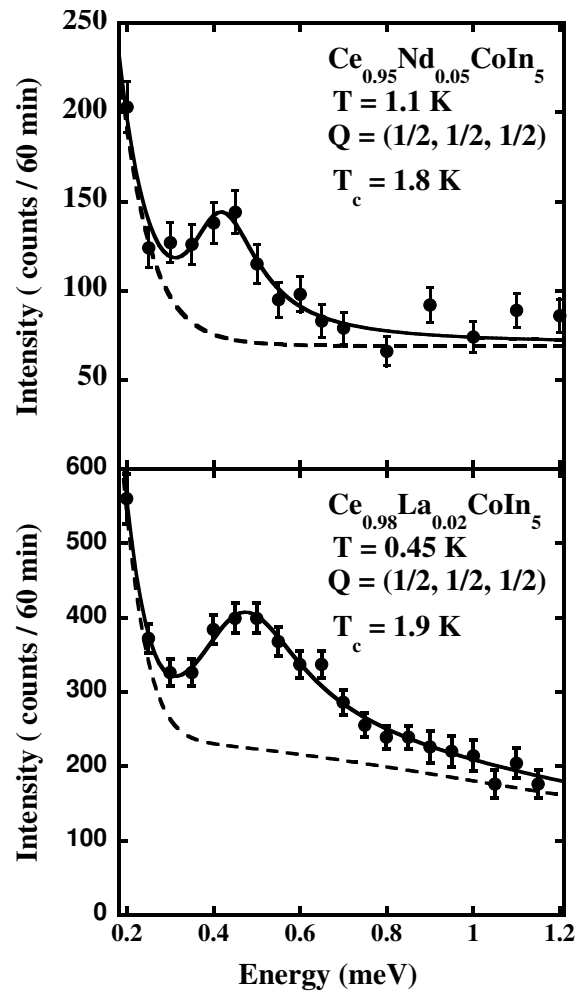 250
200
150
100
50
Intensity ( counts / 60 min)
Ce0.95Nd0.05CoIn5
T = 1.1 K
Q = (1/2, 1/2, 1/2)
Tc = 1.8 K
600
500
400
300
200
100
0
Intensity ( counts / 60 min)
Ce0.98La0.02CoIn5
T = 0.45 K
Q = (1/2, 1/2, 1/2)
Tc = 1.9 K
0.2 0.4 0.6 0.8 1 1.2
Energy (meV)